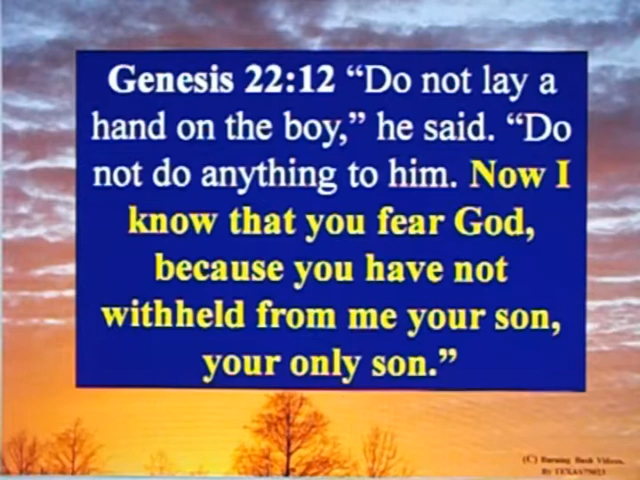 Genesis 22:12 “Do not lay a
hand on the boy,” he said. “Do
not do anything to him. Now I
know that you fear God,
because you have not
withheld from me your son,
your only son.”
(C) Burning Bush Videos.